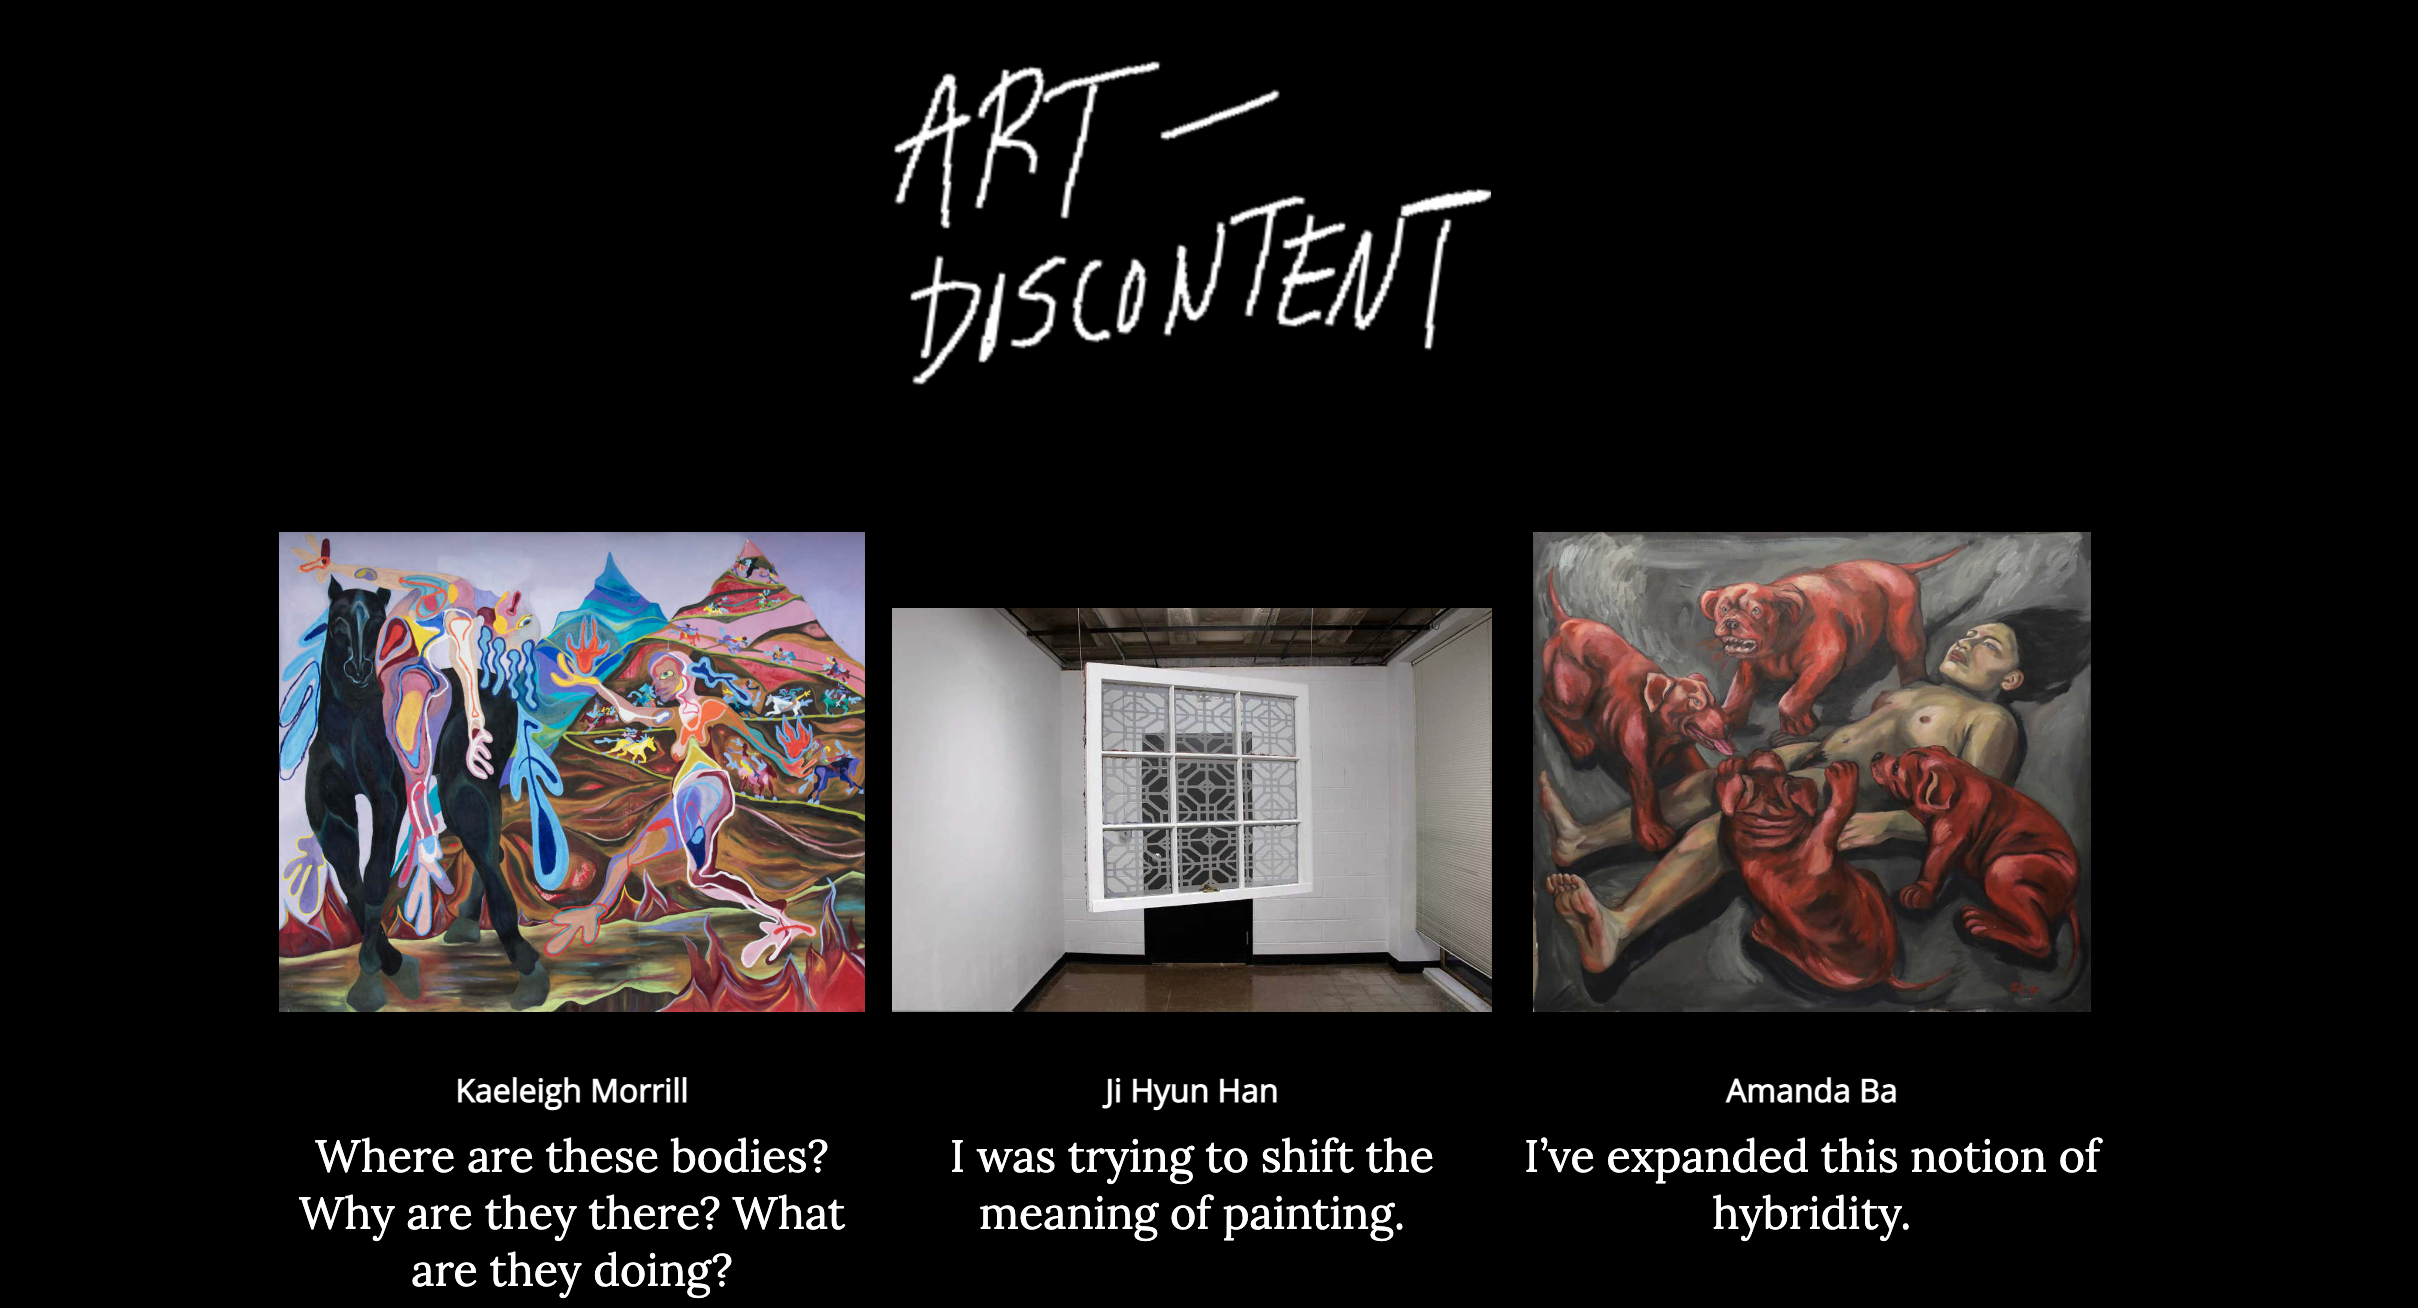 ART —
DISCONTENT
Kaeleigh Morrill
Where are these bodies?
Why are they there? What
are they doing?
Ji Hyun Han
I was trying to shift the
meaning of painting.
Amanda Ba
I’ve expanded this notion of
hybridity.